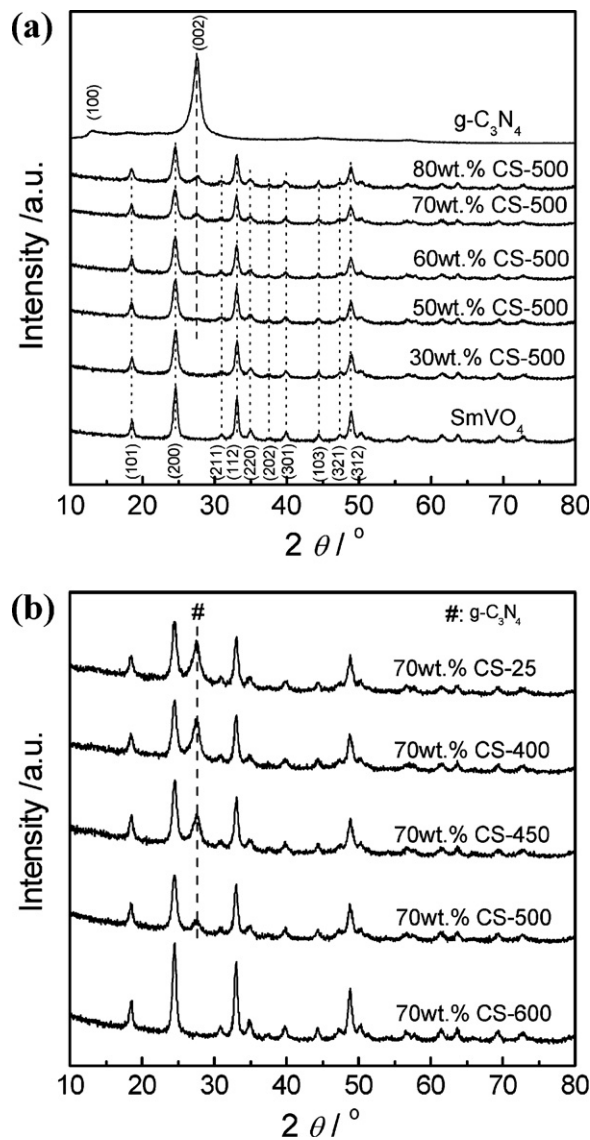 (a)
(002)
(100)
g-C₃N₄
80wt.% CS-500
70wt.% CS-500
60wt.% CS-500
50wt.% CS-500
30wt.% CS-500
SmVO₄
(101) (200) (211) (112) (220) (202) (301) (103) (321) (312)
Intensity /a.u.
10 20 30 40 50 60 70 80
2 θ / °
(b)
# #: g-C₃N₄
70wt.% CS-25
70wt.% CS-400
70wt.% CS-450
70wt.% CS-500
70wt.% CS-600
Intensity /a.u.
10 20 30 40 50 60 70 80
2 θ / °